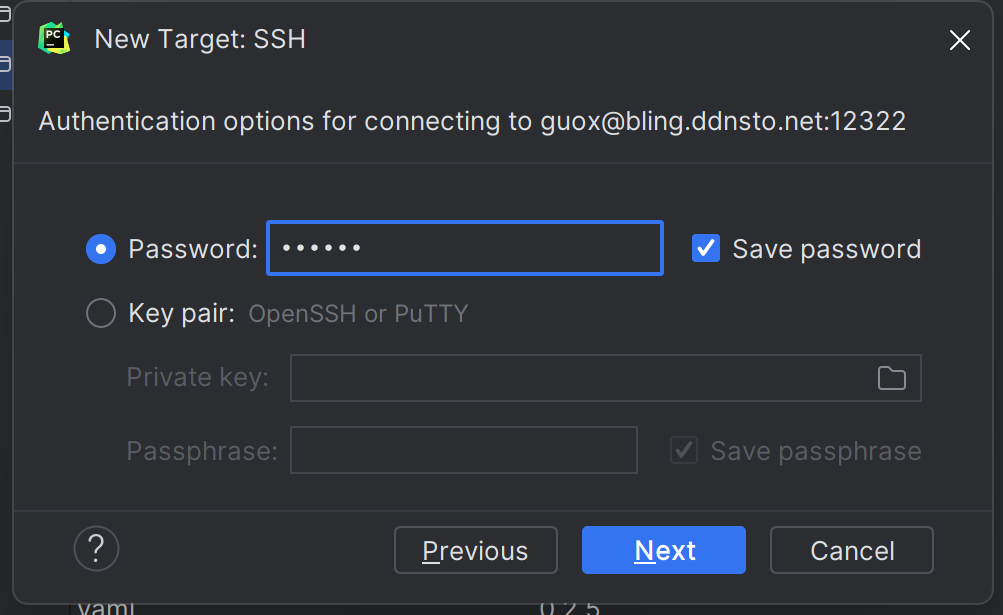 PC
New Target: SSH
Authentication options for connecting to guox@bling.ddnsto.net:12322
Password: •••••• Save password
Key pair: OpenSSH or PuTTY
Private key:
Passphrase: Save passphrase
? Previous Next Cancel
yaml 0.2.5